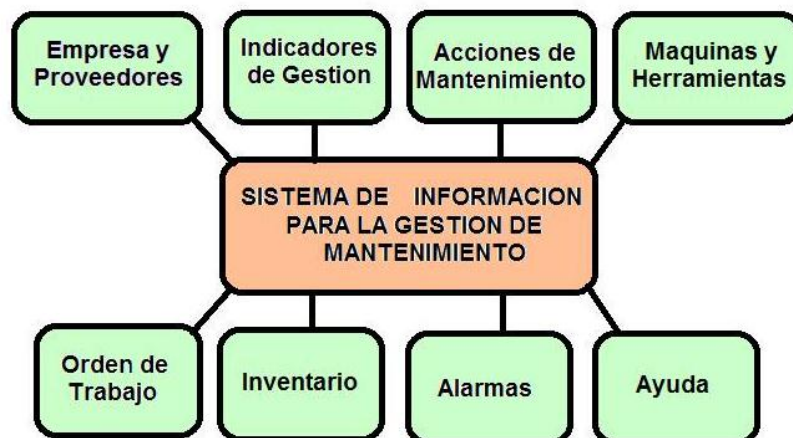 Empresa y
Proveedores
Indicadores
de Gestion
Acciones de
Mantenimiento
Maquinas y
Herramientas
SISTEMA DE INFORMACION
PARA LA GESTION DE
MANTENIMIENTO
Orden de
Trabajo
Inventario
Alarmas
Ayuda